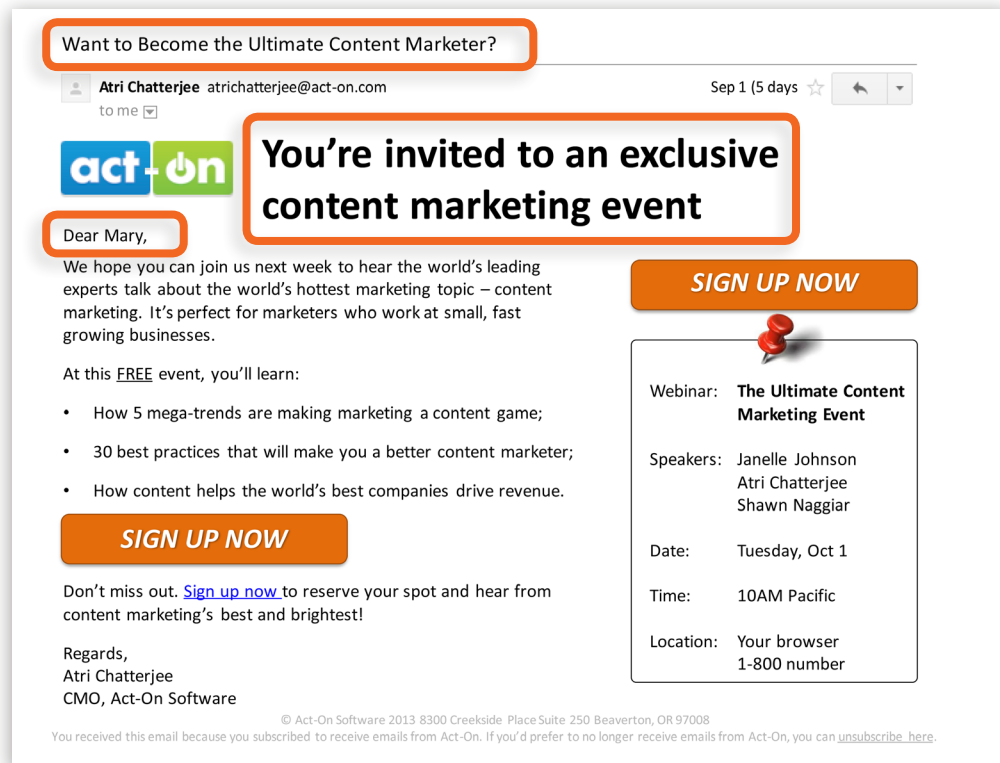 Want to Become the Ultimate Content Marketer?
Atri Chatterjee atrichatterjee@act-on.com
Sep 1 (5 days
to me
act-on
You're invited to an exclusive
content marketing event
Dear Mary,
We hope you can join us next week to hear the world's leading
experts talk about the world's hottest marketing topic – content
marketing. It's perfect for marketers who work at small, fast
growing businesses.
At this FREE event, you'll learn:
• How 5 mega-trends are making marketing a content game;
• 30 best practices that will make you a better content marketer;
• How content helps the world's best companies drive revenue.
SIGN UP NOW
Don't miss out. Sign up now to reserve your spot and hear from
content marketing's best and brightest!
Regards,
Atri Chatterjee
CMO, Act-On Software
SIGN UP NOW
Webinar: The Ultimate Content
Marketing Event
Speakers: Janelle Johnson
Atri Chatterjee
Shawn Naggiar
Date: Tuesday, Oct 1
Time: 10AM Pacific
Location: Your browser
1-800 number
© Act-On Software 2013 8300 Creekside Place Suite 250 Beaverton, OR 97008
You received this email because you subscribed to receive emails from Act-On. If you'd prefer to no longer receive emails from Act-On, you can unsubscribe here.